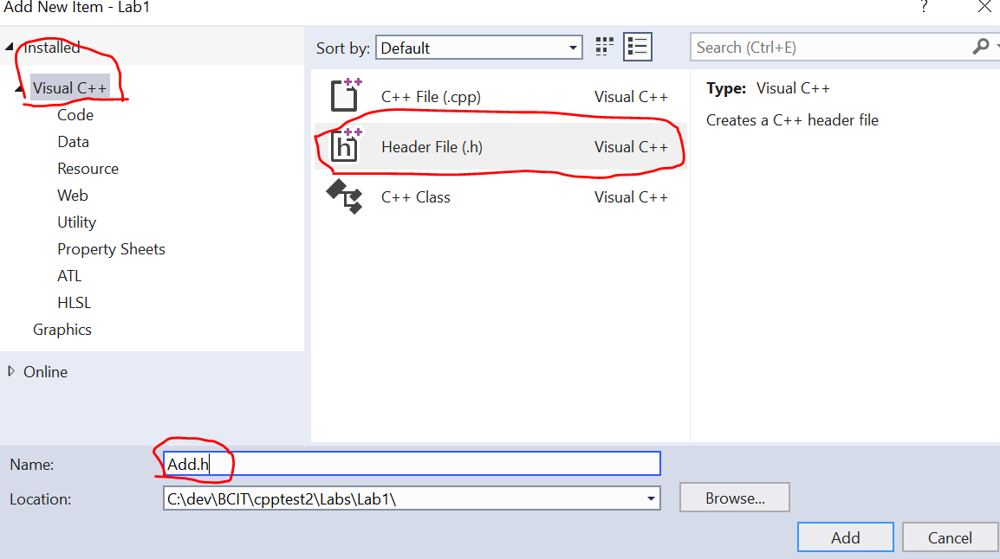 Add New Item - Lab1
?
Installed
Visual C++
Code
Data
Resource
Web
Utility
Property Sheets
ATL
HLSL
Graphics
Online
Sort by: Default
Search (Ctrl+E)
C++ File (.cpp) Visual C++
h Header File (.h) Visual C++
C++ Class Visual C++
Type: Visual C++
Creates a C++ header file
Name: Add.h
Location: C:\dev\BCIT\cpptest2\Labs\Lab1\
Browse...
Add Cancel